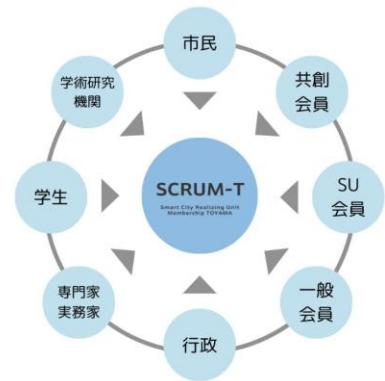 市民
共創
会員
SU
会員
一般
会員
行政
専門家
実務家
学生
学術研究
機関
SCRUM-T
Smart City Realizing Unit
Membership TOYAMA